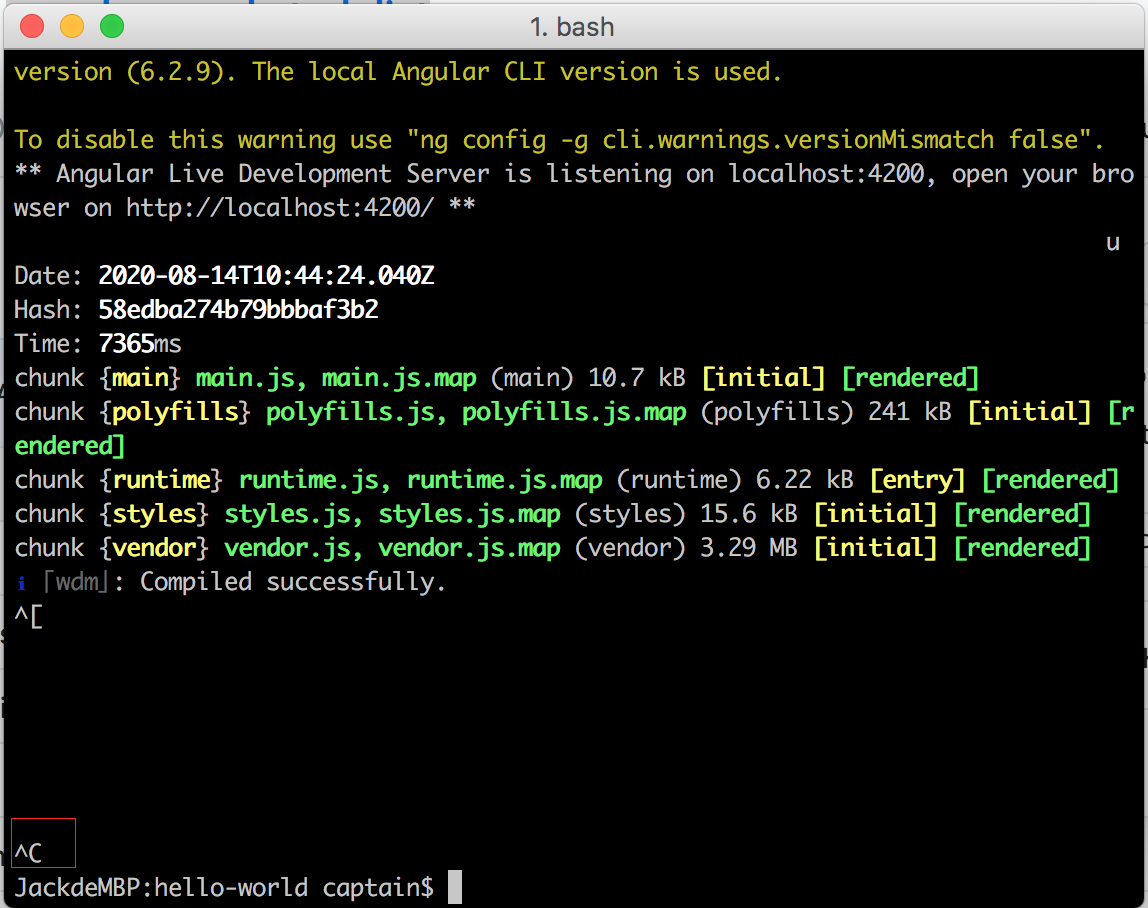 1. bash
version (6.2.9). The local Angular CLI version is used.
To disable this warning use "ng config -g cli.warnings.versionMismatch false".
** Angular Live Development Server is listening on localhost:4200, open your bro
wser on http://localhost:4200/ **
u
Date: 2020-08-14T10:44:24.040Z
Hash: 58edba274b79bbbaf3b2
Time: 7365ms
chunk {main} main.js, main.js.map (main) 10.7 kB [initial] [rendered]
chunk {polyfills} polyfills.js, polyfills.js.map (polyfills) 241 kB [initial] [r
endered]
chunk {runtime} runtime.js, runtime.js.map (runtime) 6.22 kB [entry] [rendered]
chunk {styles} styles.js, styles.js.map (styles) 15.6 kB [initial] [rendered]
chunk {vendor} vendor.js, vendor.js.map (vendor) 3.29 MB [initial] [rendered]
ℹ ｢wdm｣: Compiled successfully.
^[
^C
JackdeMBP:hello-world captain$